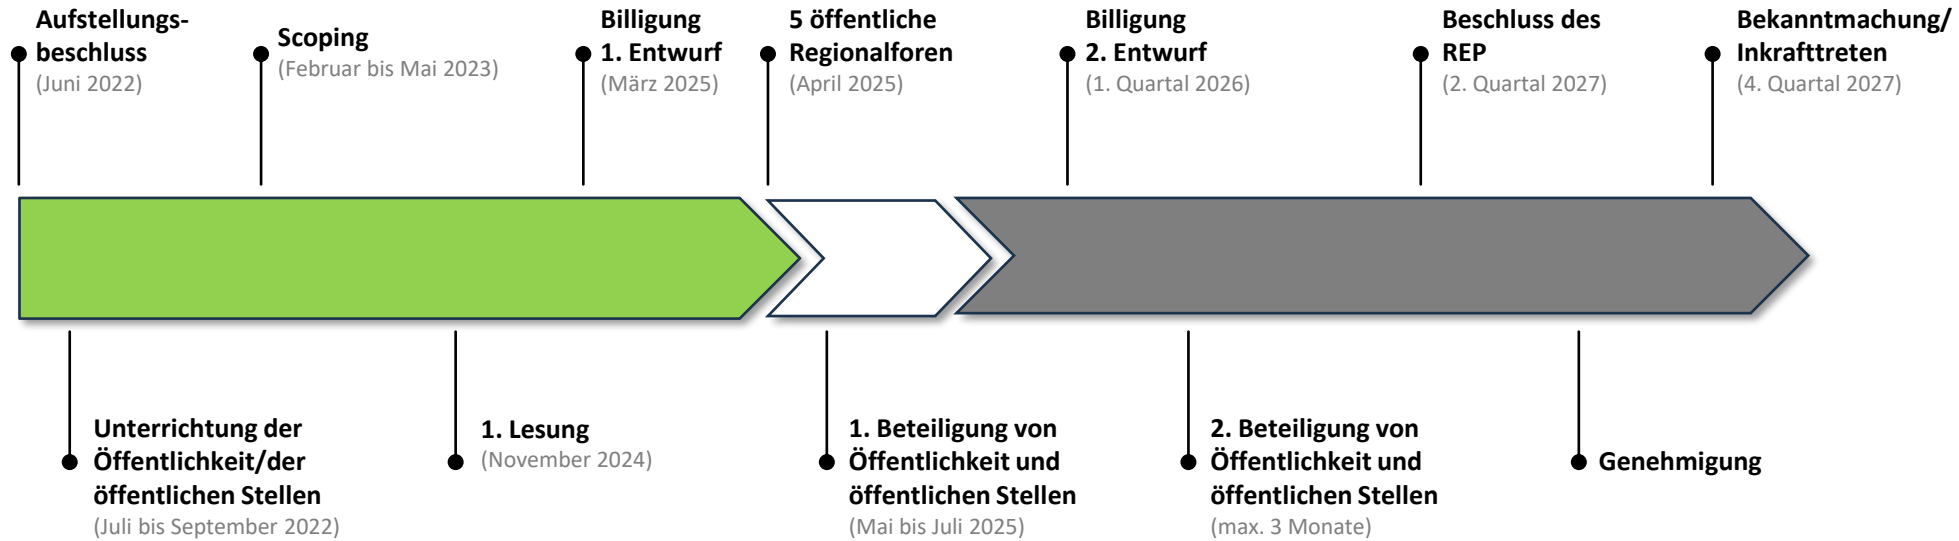 Aufstellungs-
beschluss
(Juni 2022)
Scoping
(Februar bis Mai 2023)
Billigung
1. Entwurf
(März 2025)
5 öffentliche
Regionalforen
(April 2025)
Billigung
2. Entwurf
(1. Quartal 2026)
Beschluss des
REP
(2. Quartal 2027)
Bekanntmachung/
Inkrafttreten
(4. Quartal 2027)
Unterrichtung der
Öffentlichkeit/der
öffentlichen Stellen
(Juli bis September 2022)
1. Lesung
(November 2024)
1. Beteiligung von
Öffentlichkeit und
öffentlichen Stellen
(Mai bis Juli 2025)
2. Beteiligung von
Öffentlichkeit und
öffentlichen Stellen
(max. 3 Monate)
Genehmigung